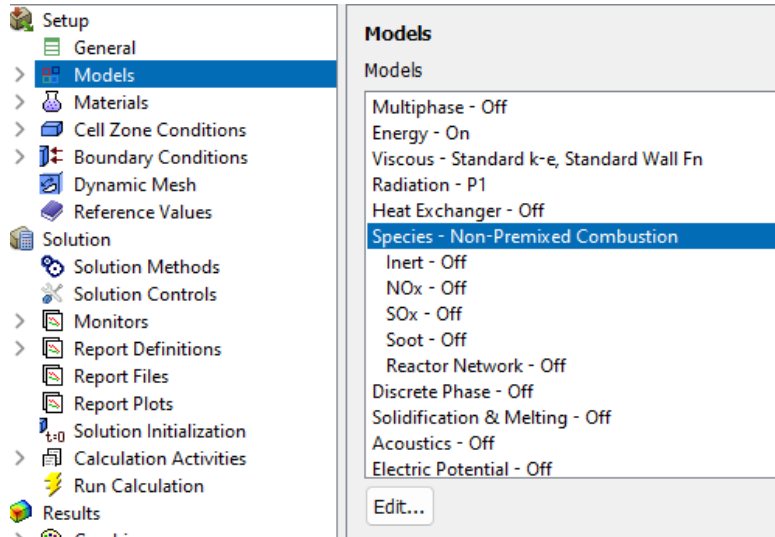 Setup
General
Models
Materials
Cell Zone Conditions
Boundary Conditions
Dynamic Mesh
Reference Values
Solution
Solution Methods
Solution Controls
Monitors
Report Definitions
Report Files
Report Plots
t=0 Solution Initialization
Calculation Activities
Run Calculation
Results
Models
Models
Multiphase - Off
Energy - On
Viscous - Standard k-e, Standard Wall Fn
Radiation - P1
Heat Exchanger - Off
Species - Non-Premixed Combustion
Inert - Off
NOx - Off
SOx - Off
Soot - Off
Reactor Network - Off
Discrete Phase - Off
Solidification & Melting - Off
Acoustics - Off
Electric Potential - Off
Edit...